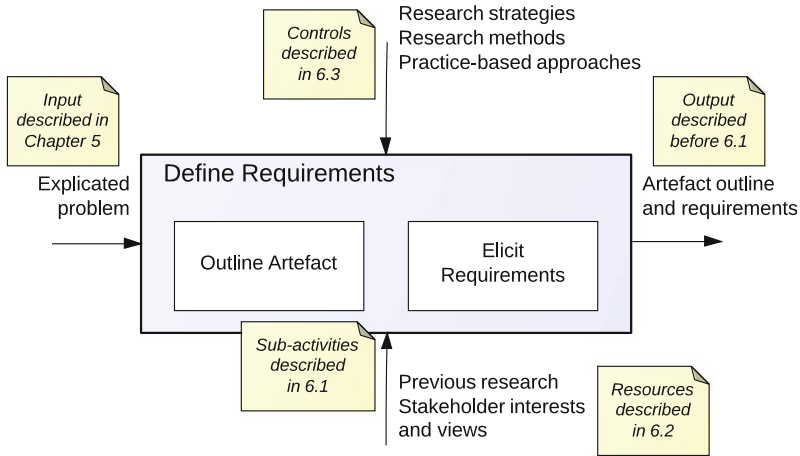 Controls
described
in 6.3
Research strategies
Research methods
Practice-based approaches
Input
described in
Chapter 5
Output
described
before 6.1
Explicated
problem
Define Requirements
Artefact outline
and requirements
Outline Artefact
Elicit
Requirements
Sub-activities
described
in 6.1
Previous research
Stakeholder interests
and views
Resources
described
in 6.2